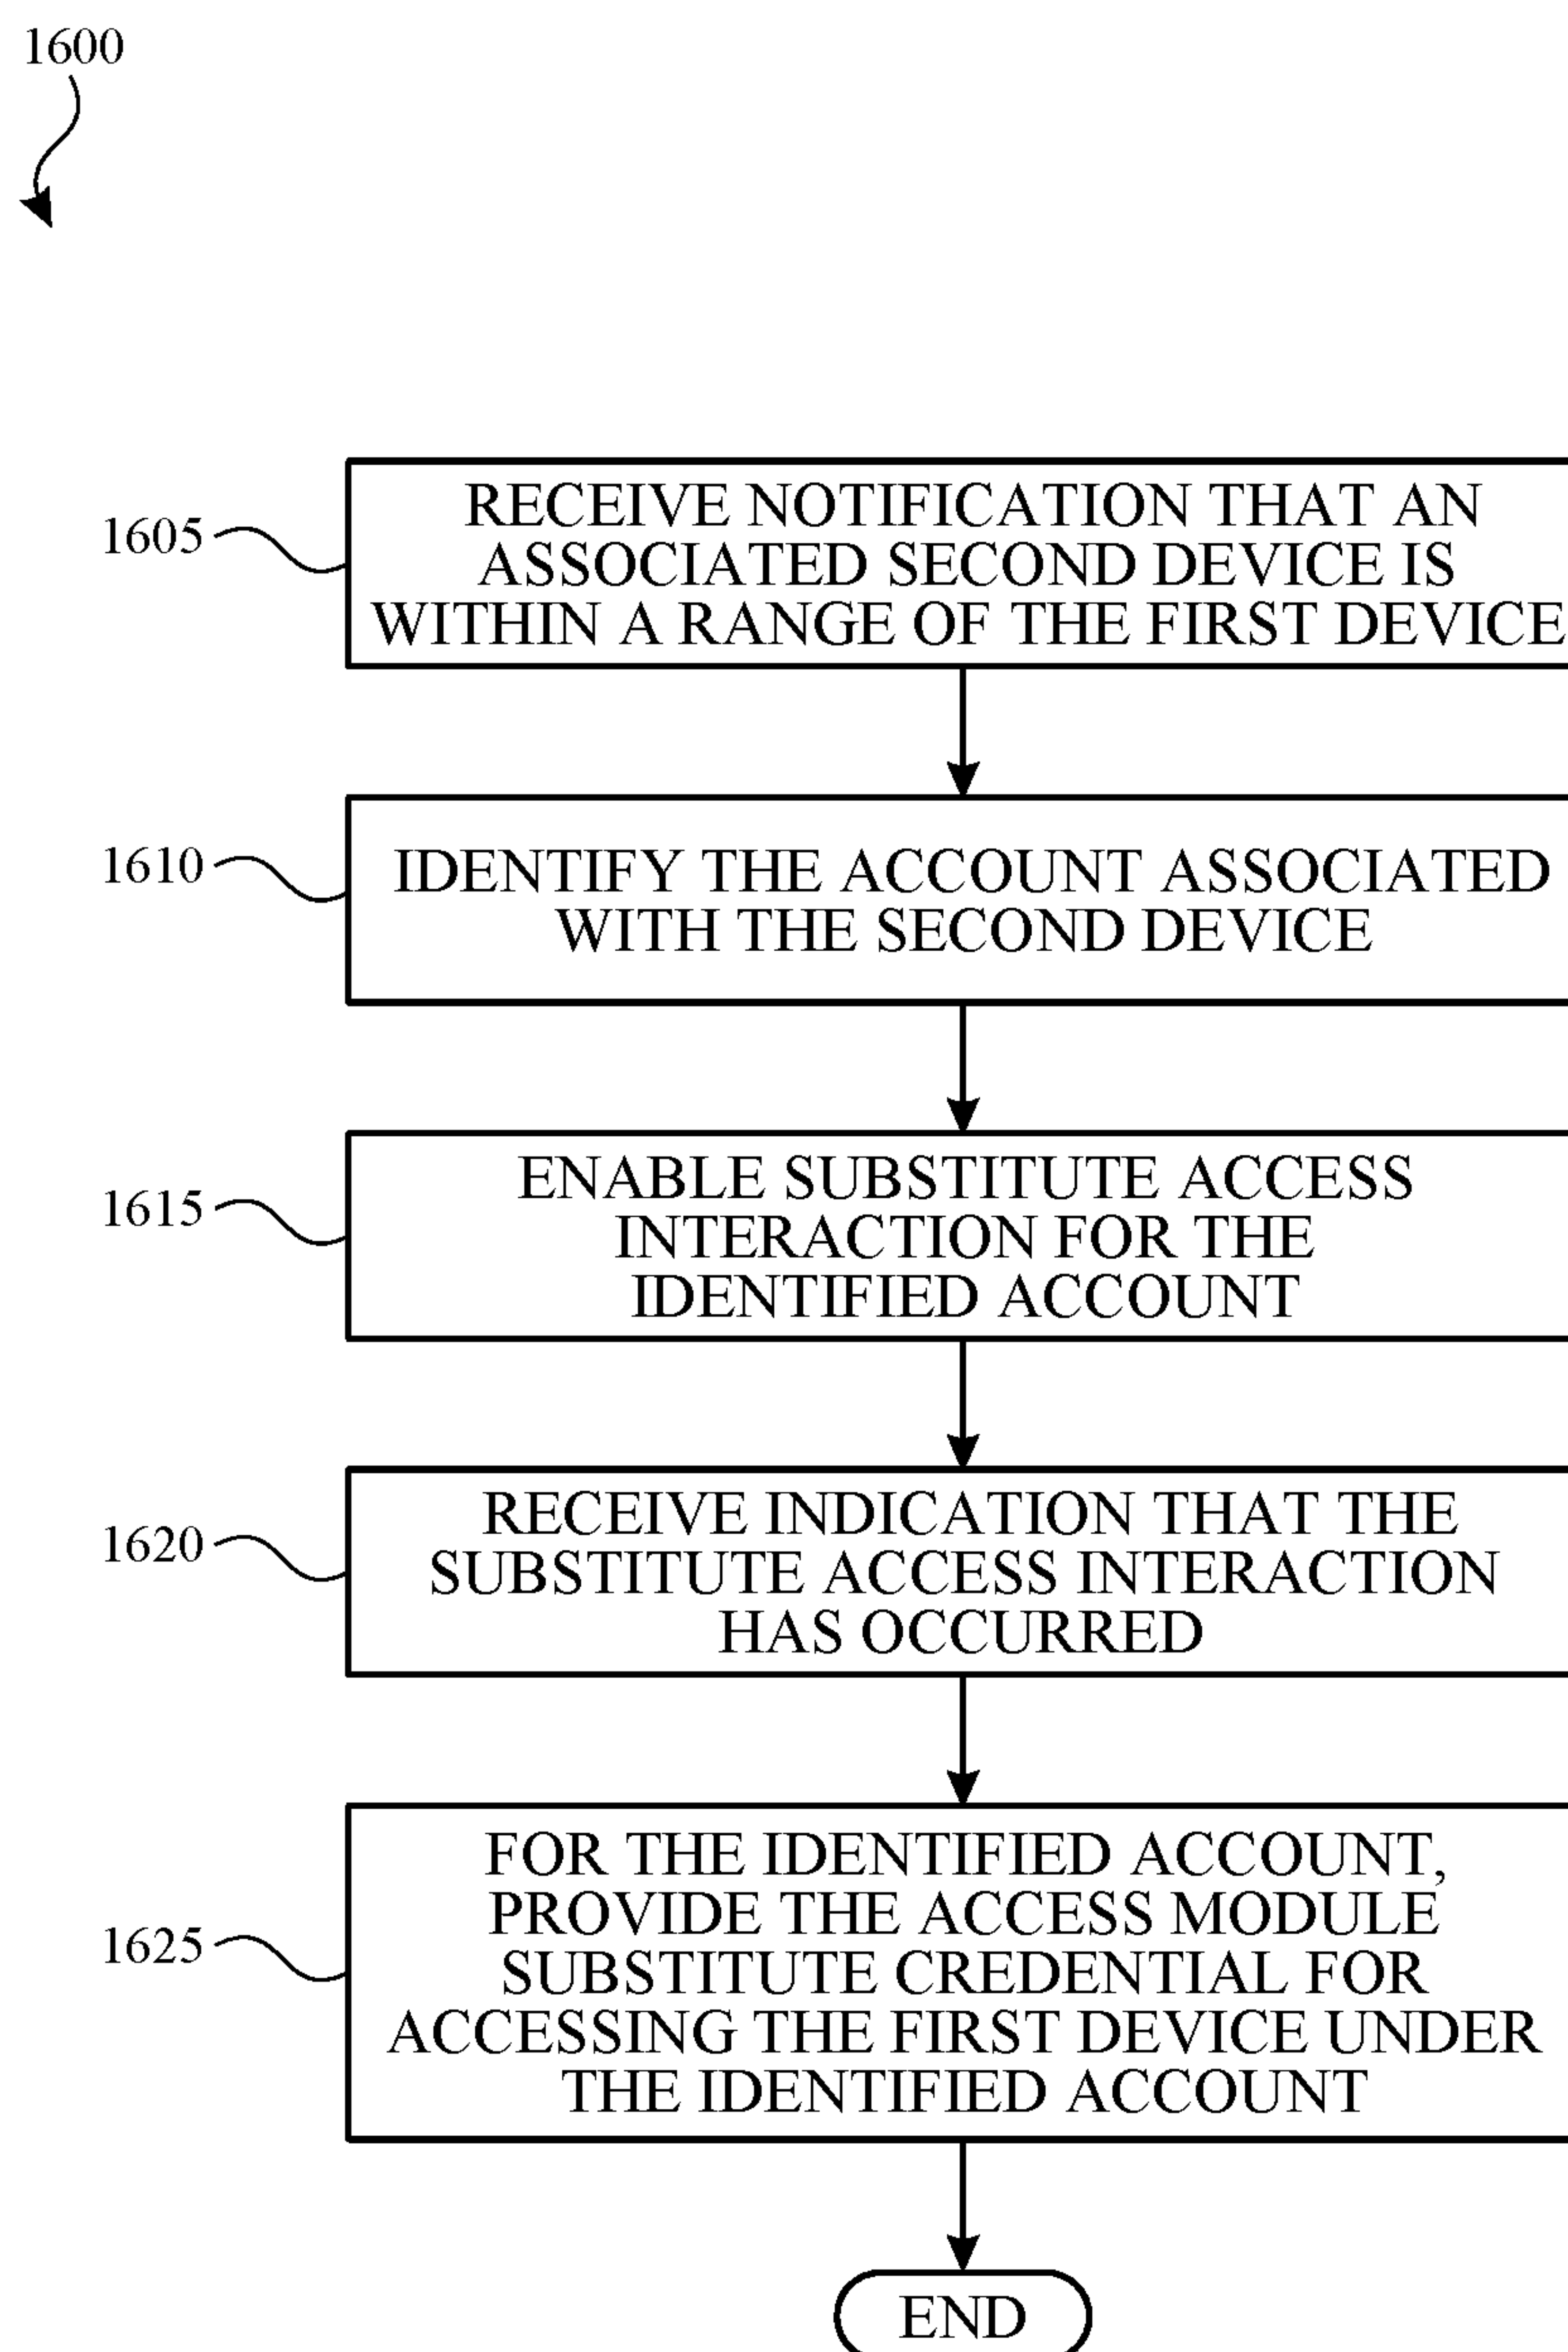 1600
1605
RECEIVE NOTIFICATION THAT AN
ASSOCIATED SECOND DEVICE IS
WITHIN A RANGE OF THE FIRST DEVICE
1610
IDENTIFY THE ACCOUNT ASSOCIATED
WITH THE SECOND DEVICE
1615
ENABLE SUBSTITUTE ACCESS
INTERACTION FOR THE
IDENTIFIED ACCOUNT
1620
RECEIVE INDICATION THAT THE
SUBSTITUTE ACCESS INTERACTION
HAS OCCURRED
1625
FOR THE IDENTIFIED ACCOUNT,
PROVIDE THE ACCESS MODULE
SUBSTITUTE CREDENTIAL FOR
ACCESSING THE FIRST DEVICE UNDER
THE IDENTIFIED ACCOUNT
END